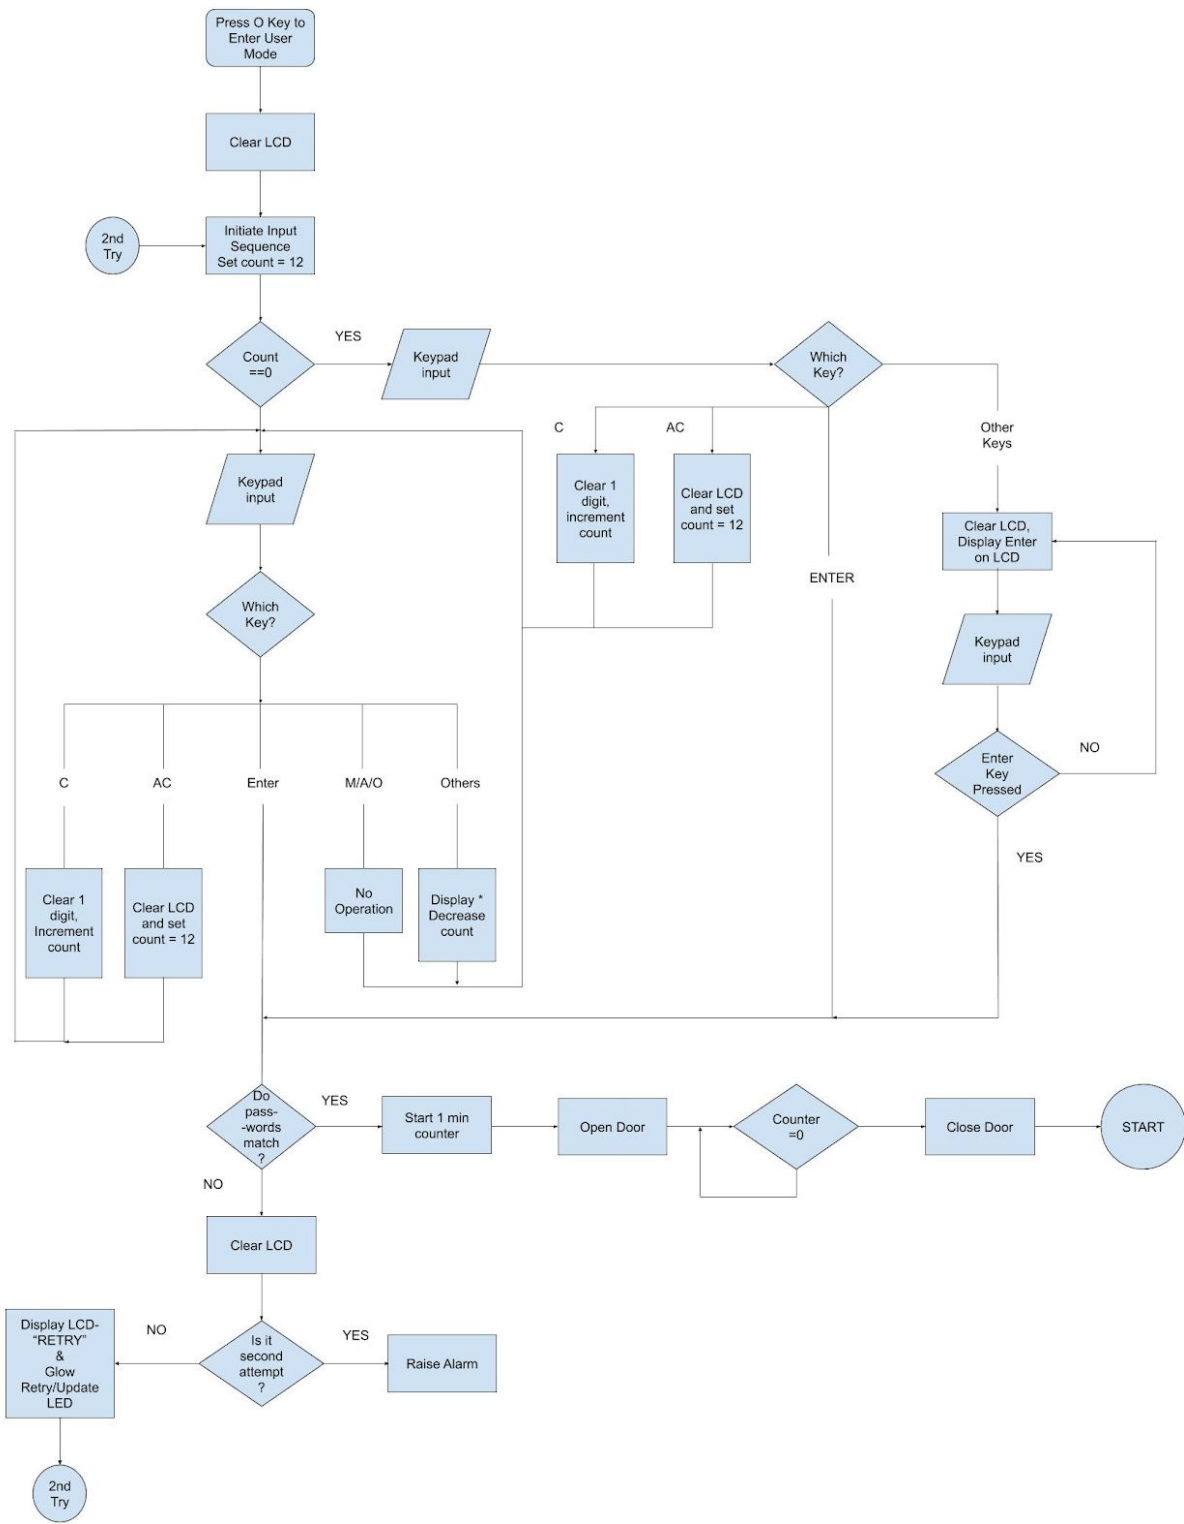 Press O Key to
Enter User
Mode
Clear LCD
2nd
Try
Initiate Input
Sequence
Set count = 12
Count
==0
YES
Keypad
input
Which
Key?
C
AC
Other
Keys
Keypad
input
Clear 1
digit,
increment
count
Clear LCD
and set
count = 12
Clear LCD,
Display Enter
on LCD
ENTER
Which
Key?
Keypad
input
Enter
Key
Pressed
NO
YES
C
AC
Enter
M/A/O
Others
Clear 1
digit,
Increment
count
Clear LCD
and set
count = 12
No
Operation
Display *
Decrease
count
Do
pass-
-words
match
?
YES
Start 1 min
counter
Open Door
Counter
=0
Close Door
START
NO
Clear LCD
Is it
second
attempt
?
NO
YES
Raise Alarm
Display LCD-
“RETRY”
&
Glow
Retry/Update
LED
2nd
Try